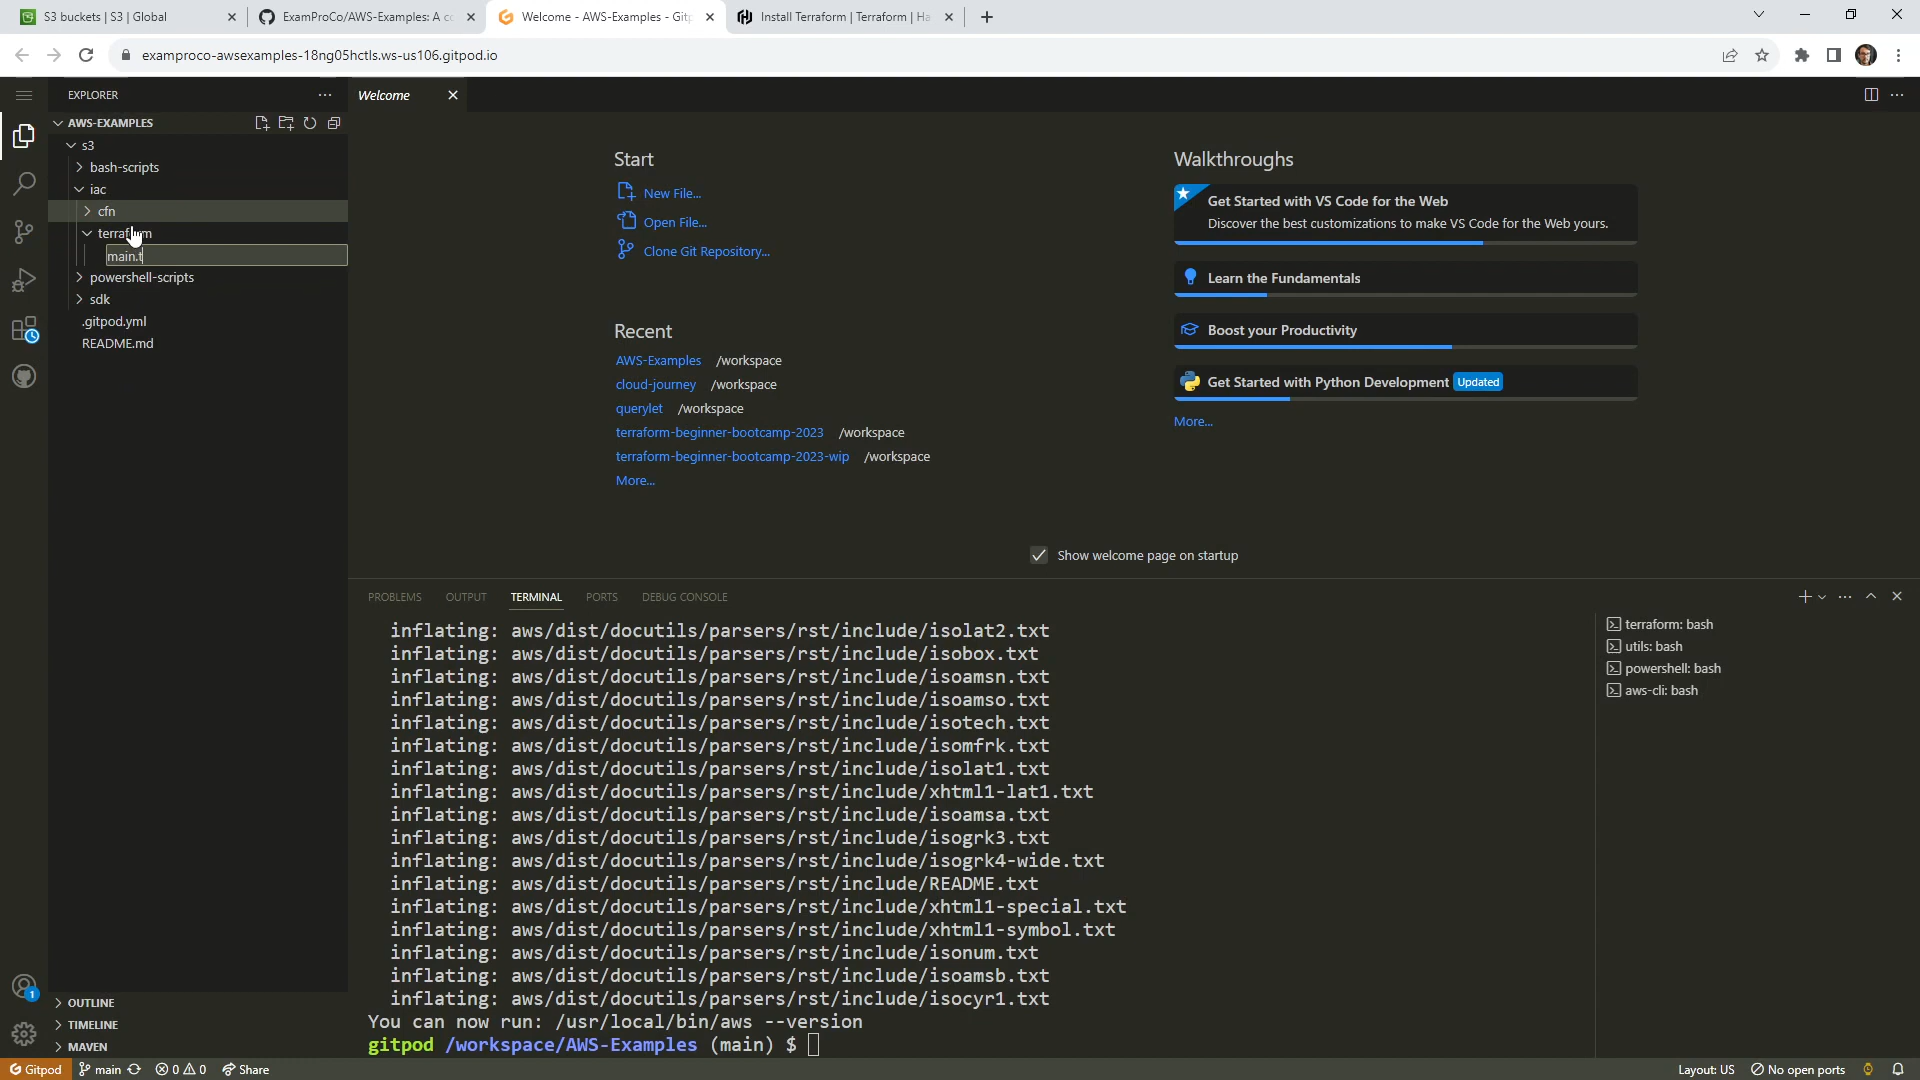 S3 buckets | S3 | Global
ExamProCo/AWS-Examples: A co
Welcome - AWS-Examples - Gitp
Install Terraform | Terraform | Ha
examproco-awsexamples-18ng05hctls.ws-us106.gitpod.io
EXPLORER
Welcome
AWS-EXAMPLES
s3
bash-scripts
iac
cfn
terraform
main.t
powershell-scripts
sdk
.gitpod.yml
README.md
OUTLINE
TIMELINE
MAVEN
Start
New File...
Open File...
Clone Git Repository...
Recent
AWS-Examples /workspace
cloud-journey /workspace
querylet /workspace
terraform-beginner-bootcamp-2023 /workspace
terraform-beginner-bootcamp-2023-wip /workspace
More...
Walkthroughs
Get Started with VS Code for the Web
Discover the best customizations to make VS Code for the Web yours.
Learn the Fundamentals
Boost your Productivity
Get Started with Python Development Updated
More...
Show welcome page on startup
PROBLEMS OUTPUT TERMINAL PORTS DEBUG CONSOLE
inflating: aws/dist/docutils/parsers/rst/include/isolat2.txt
inflating: aws/dist/docutils/parsers/rst/include/isobox.txt
inflating: aws/dist/docutils/parsers/rst/include/isoamsn.txt
inflating: aws/dist/docutils/parsers/rst/include/isoamso.txt
inflating: aws/dist/docutils/parsers/rst/include/isotech.txt
inflating: aws/dist/docutils/parsers/rst/include/isomfrk.txt
inflating: aws/dist/docutils/parsers/rst/include/isolat1.txt
inflating: aws/dist/docutils/parsers/rst/include/xhtml1-lat1.txt
inflating: aws/dist/docutils/parsers/rst/include/isoamsa.txt
inflating: aws/dist/docutils/parsers/rst/include/isogrk3.txt
inflating: aws/dist/docutils/parsers/rst/include/isogrk4-wide.txt
inflating: aws/dist/docutils/parsers/rst/include/README.txt
inflating: aws/dist/docutils/parsers/rst/include/xhtml1-special.txt
inflating: aws/dist/docutils/parsers/rst/include/xhtml1-symbol.txt
inflating: aws/dist/docutils/parsers/rst/include/isonum.txt
inflating: aws/dist/docutils/parsers/rst/include/isoamsb.txt
inflating: aws/dist/docutils/parsers/rst/include/isocyr1.txt
You can now run: /usr/local/bin/aws --version
gitpod /workspace/AWS-Examples (main) $
terraform: bash
utils: bash
powershell: bash
aws-cli: bash
1
Gitpod main 0 0 Share
Layout: US No open ports